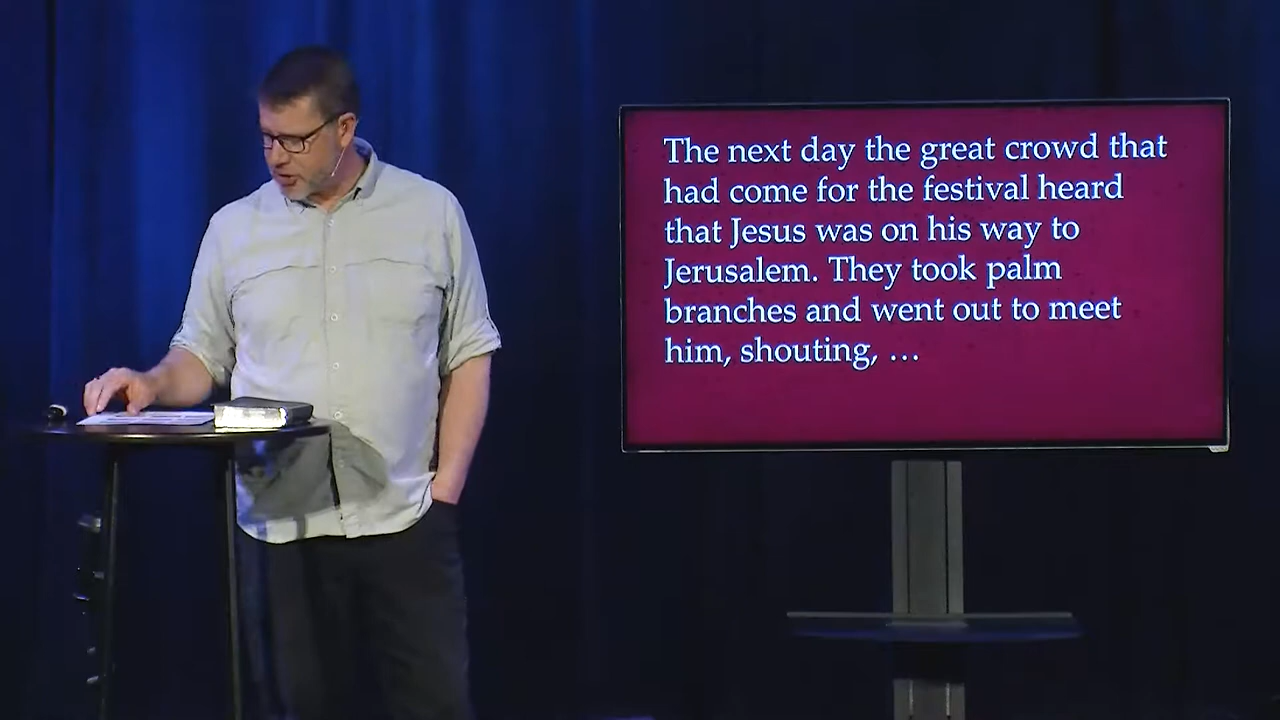 The next day the great crowd that
had come for the festival heard
that Jesus was on his way to
Jerusalem. They took palm
branches and went out to meet
him, shouting, …